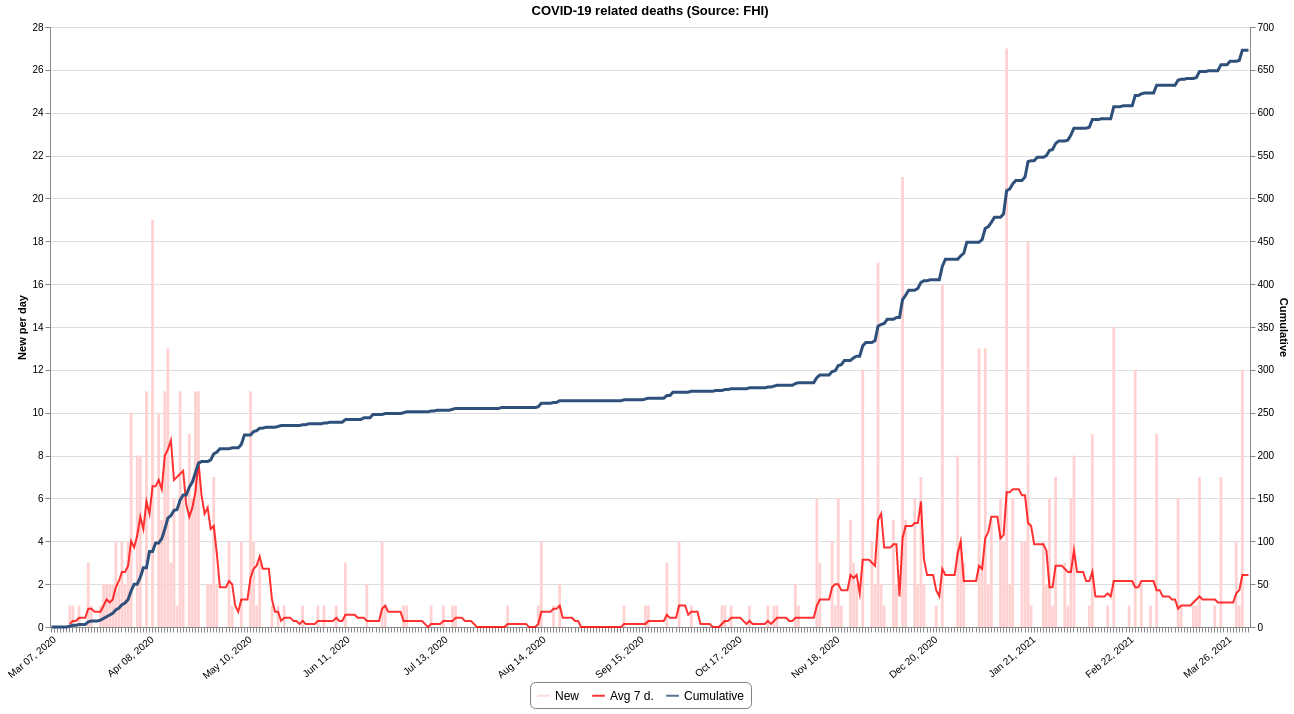 COVID-19 related deaths (Source: FHI)
28
26
24
22
20
18
16
14
12
10
8
6
4
2
0
New per day
700
650
600
550
500
450
400
350
300
250
200
150
100
50
0
Cumulative
Mar 07, 2020
Apr 08, 2020
May 10, 2020
Jun 11, 2020
Jul 13, 2020
Aug 14, 2020
Sep 15, 2020
Oct 17, 2020
Nov 18, 2020
Dec 20, 2020
Jan 21, 2021
Feb 22, 2021
Mar 26, 2021
New Avg 7 d. Cumulative